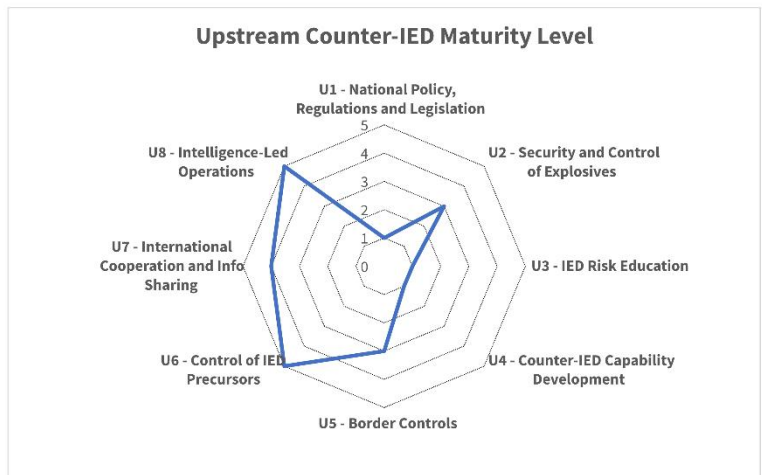 Upstream Counter-IED Maturity Level
U1 - National Policy,
Regulations and Legislation
5
4
3
2
1
0
U2 - Security and Control
of Explosives
U3 - IED Risk Education
U4 - Counter-IED Capability
Development
U5 - Border Controls
U6 - Control of IED
Precursors
U7 - International
Cooperation and Info
Sharing
U8 - Intelligence-Led
Operations